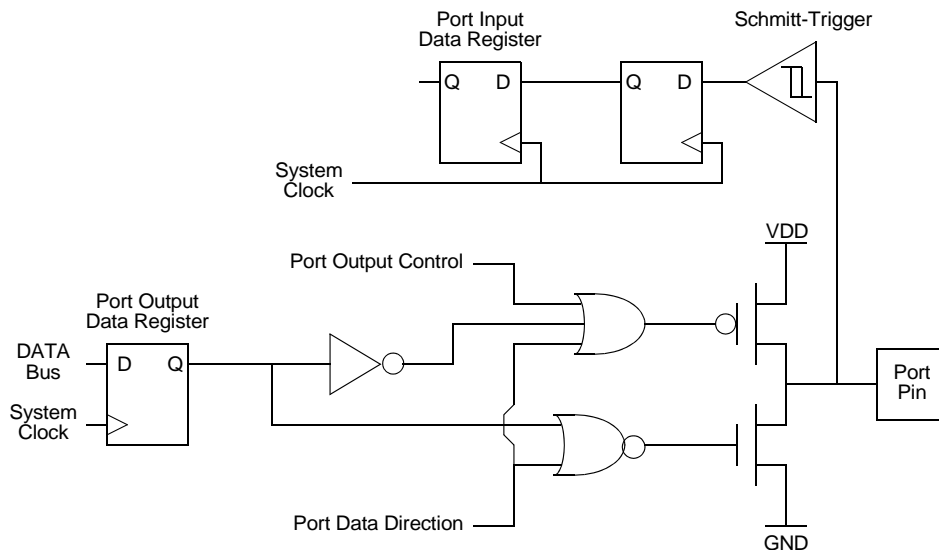 Port Input
Data Register
Schmitt-Trigger
Q
D
D
System
Clock
VDD
Port Output Control
Port Output
Data Register
DATA
Bus
D
Q
Port
Pin
System
Clock
Port Data Direction
GND